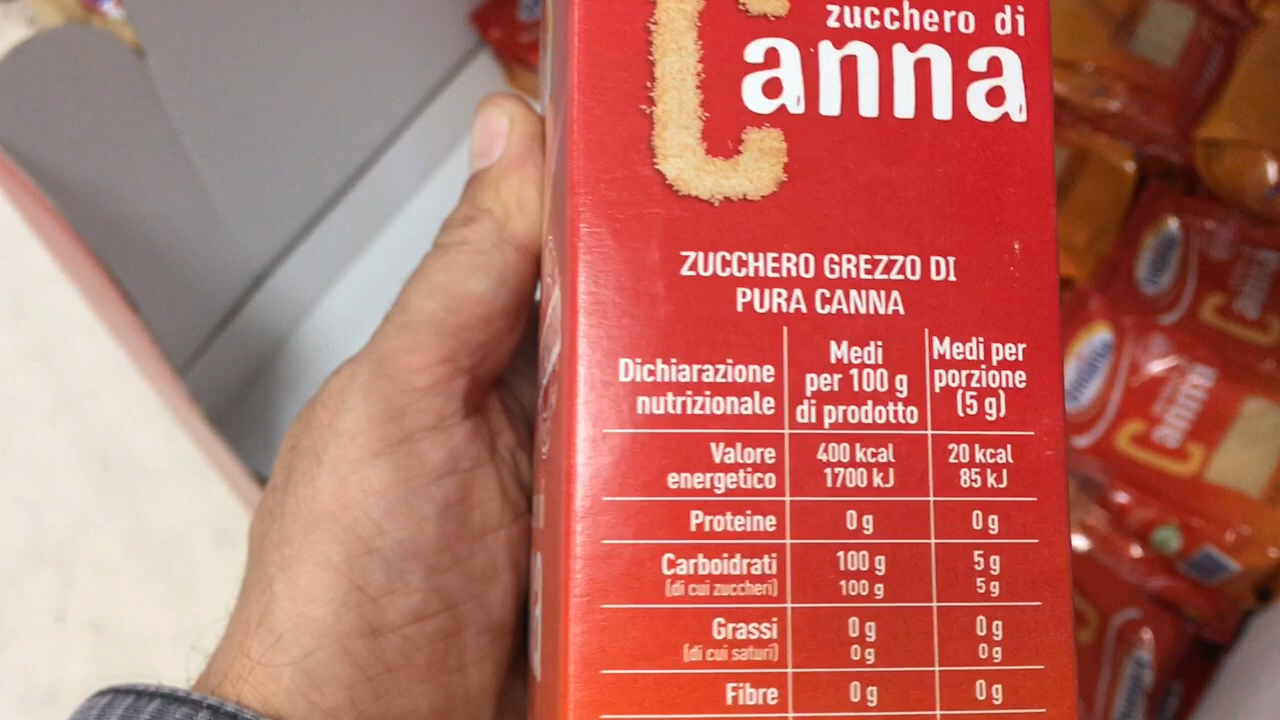 zucchero di
Canna
ZUCCHERO GREZZO DI
PURA CANNA
Dichiarazione nutrizionale | Medi per 100 g di prodotto | Medi per porzione (5 g)
Valore energetico | 400 kcal 1700 kJ | 20 kcal 85 kJ
Proteine | 0 g | 0 g
Carboidrati | 100 g | 5 g
(di cui zuccheri) | 100 g | 5 g
Grassi | 0 g | 0 g
(di cui saturi) | 0 g | 0 g
Fibre | 0 g | 0 g